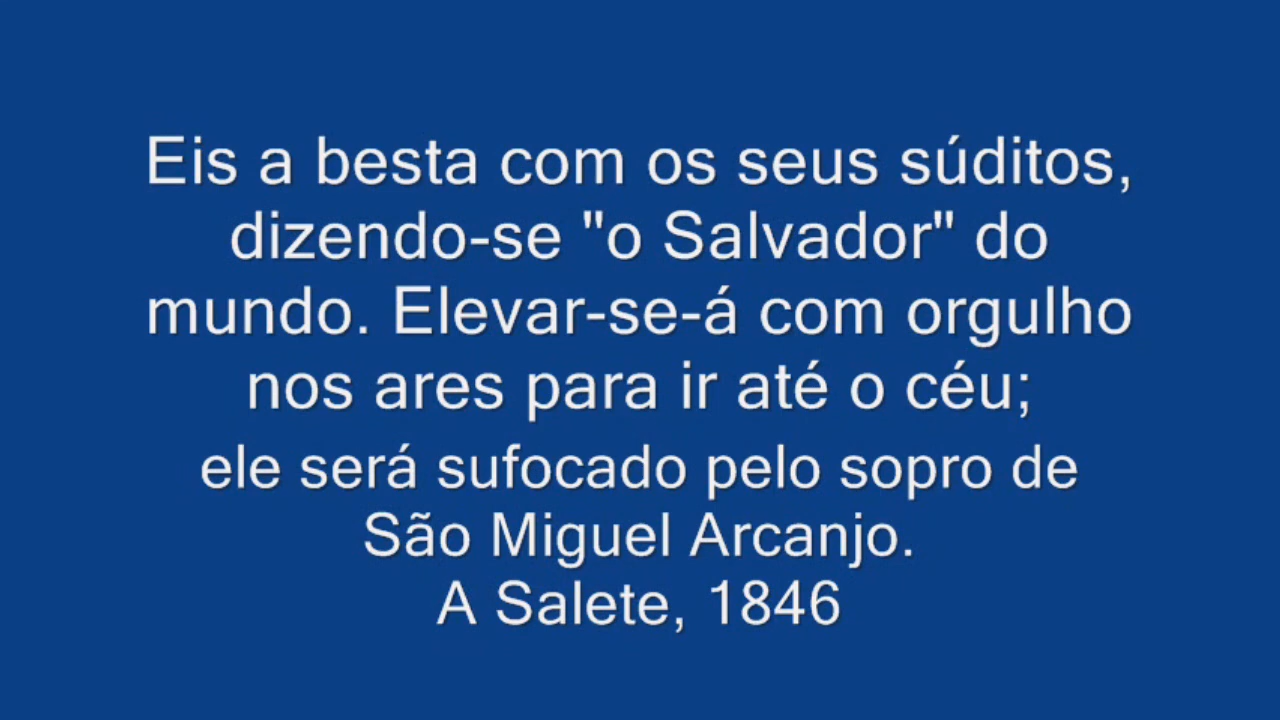 Eis a besta com os seus súditos,
dizendo-se "o Salvador" do
mundo. Elevar-se-á com orgulho
nos ares para ir até o céu;
ele será sufocado pelo sopro de
São Miguel Arcanjo.
A Salete, 1846